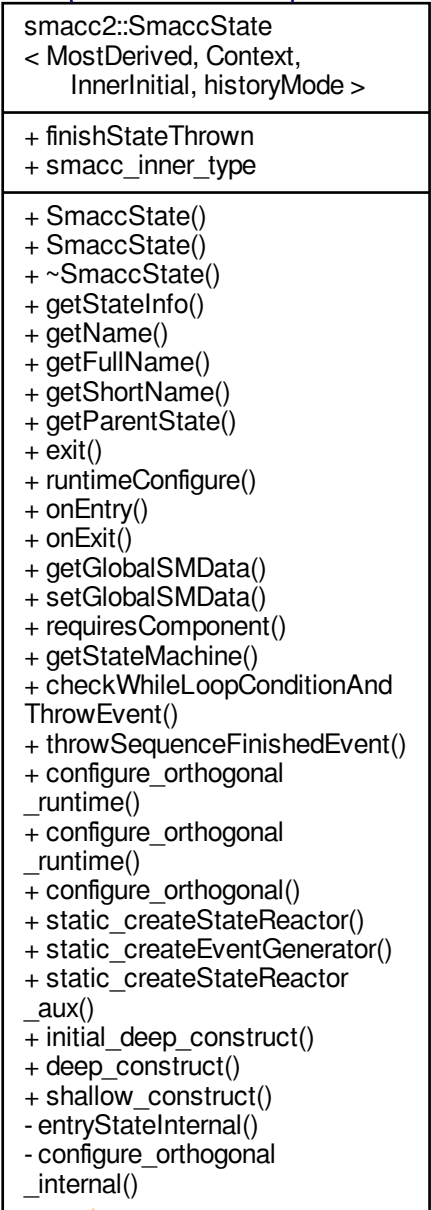 smacc2::SmaccState
< MostDerived, Context,
InnerInitial, historyMode >
+ finishStateThrown
+ smacc_inner_type
+ SmaccState()
+ SmaccState()
+ ~SmaccState()
+ getStateInfo()
+ getName()
+ getFullName()
+ getShortName()
+ getParentState()
+ exit()
+ runtimeConfigure()
+ onEntry()
+ onExit()
+ getGlobalSMData()
+ setGlobalSMData()
+ requiresComponent()
+ getStateMachine()
+ checkWhileLoopConditionAnd
ThrowEvent()
+ throwSequenceFinishedEvent()
+ configure_orthogonal
_runtime()
+ configure_orthogonal
_runtime()
+ configure_orthogonal()
+ static_createStateReactor()
+ static_createEventGenerator()
+ static_createStateReactor
_aux()
+ initial_deep_construct()
+ deep_construct()
+ shallow_construct()
- entryStateInternal()
- configure_orthogonal
_internal()